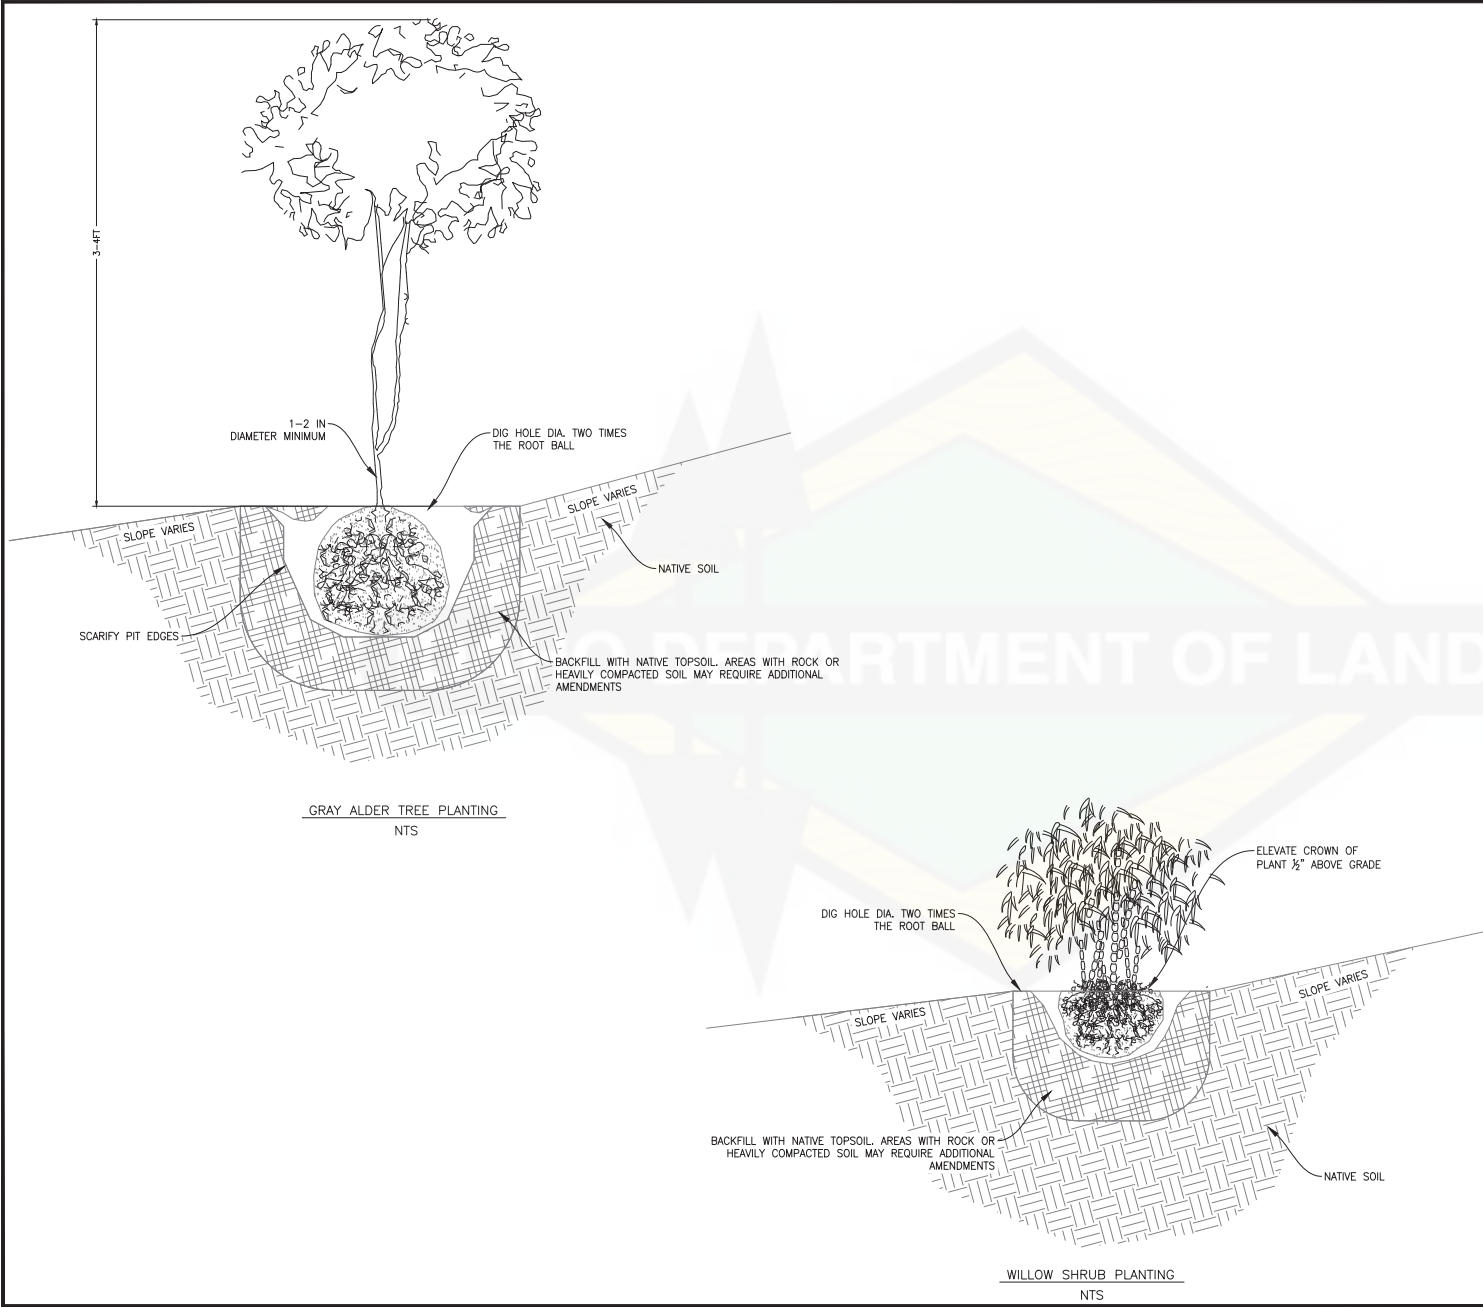 3-4FT
1-2 IN
DIAMETER MINIMUM
DIG HOLE DIA. TWO TIMES
THE ROOT BALL
SLOPE VARIES
SLOPE VARIES
NATIVE SOIL
SCARIFY PIT EDGES
BACKFILL WITH NATIVE TOPSOIL. AREAS WITH ROCK OR
HEAVILY COMPACTED SOIL MAY REQUIRE ADDITIONAL
AMENDMENTS
DEPARTMENT OF LAND
GRAY ALDER TREE PLANTING
NTS
ELEVATE CROWN OF
PLANT ½" ABOVE GRADE
DIG HOLE DIA. TWO TIMES
THE ROOT BALL
SLOPE VARIES
SLOPE VARIES
BACKFILL WITH NATIVE TOPSOIL. AREAS WITH ROCK OR
HEAVILY COMPACTED SOIL MAY REQUIRE ADDITIONAL
AMENDMENTS
NATIVE SOIL
WILLOW SHRUB PLANTING
NTS